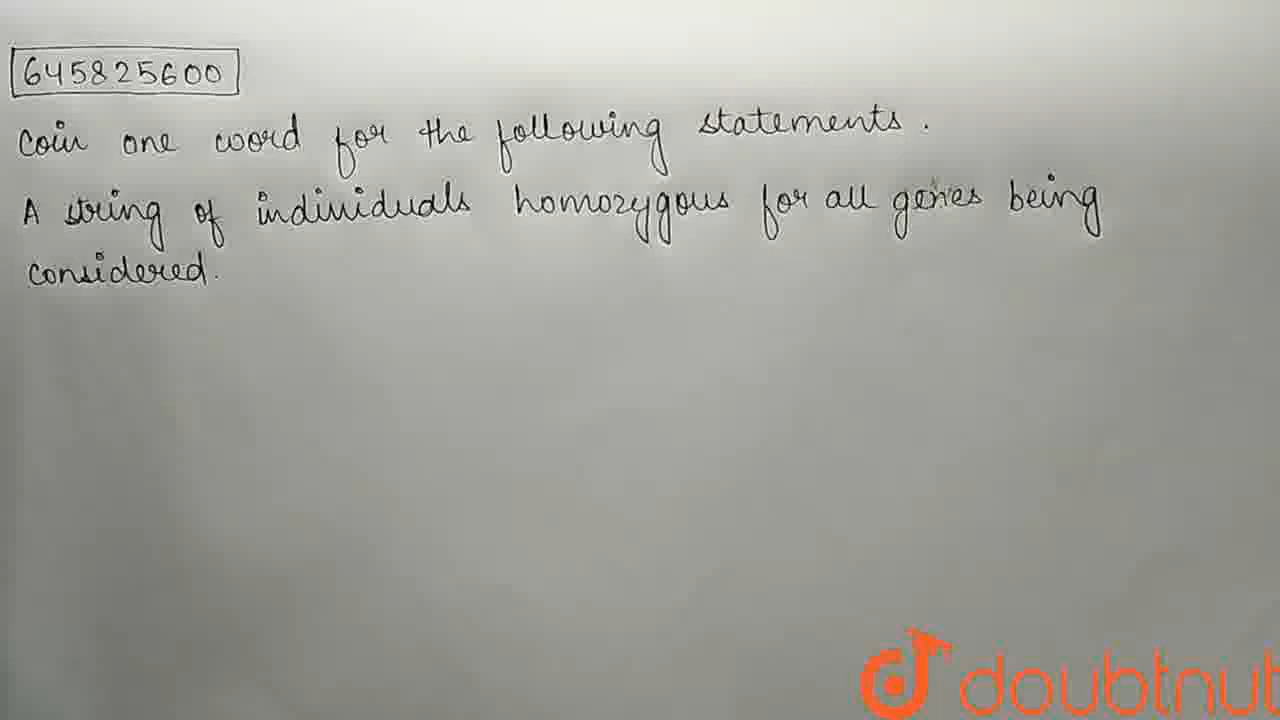 645825600
Coin one word for the following statements.
A string of individuals homozygous for all genes being
considered.
doubtnut